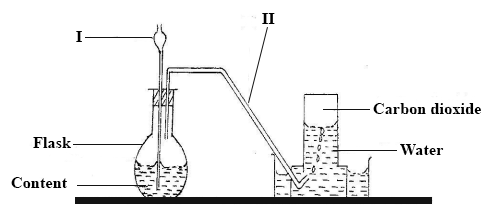 II
I
Carbon dioxide
Flask
Water
Content